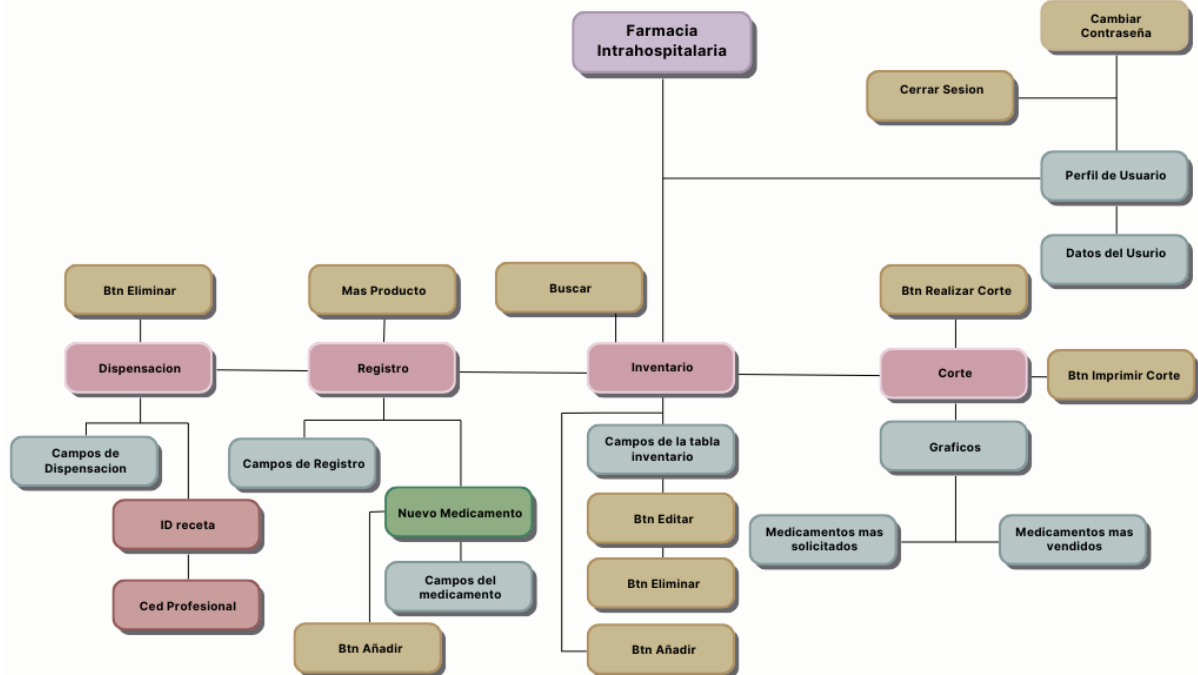 Farmacia
Intrahospitalaria
Cambiar
Contraseña
Cerrar Sesion
Perfil de Usuario
Datos del Usurio
Btn Eliminar
Mas Producto
Buscar
Btn Realizar Corte
Dispensacion
Registro
Inventario
Corte
Btn Imprimir Corte
Campos de
Dispensacion
Campos de Registro
Campos de la tabla
inventario
Graficos
ID receta
Nuevo Medicamento
Btn Editar
Medicamentos mas
solicitados
Medicamentos mas
vendidos
Ced Profesional
Campos del
medicamento
Btn Eliminar
Btn Añadir
Btn Añadir